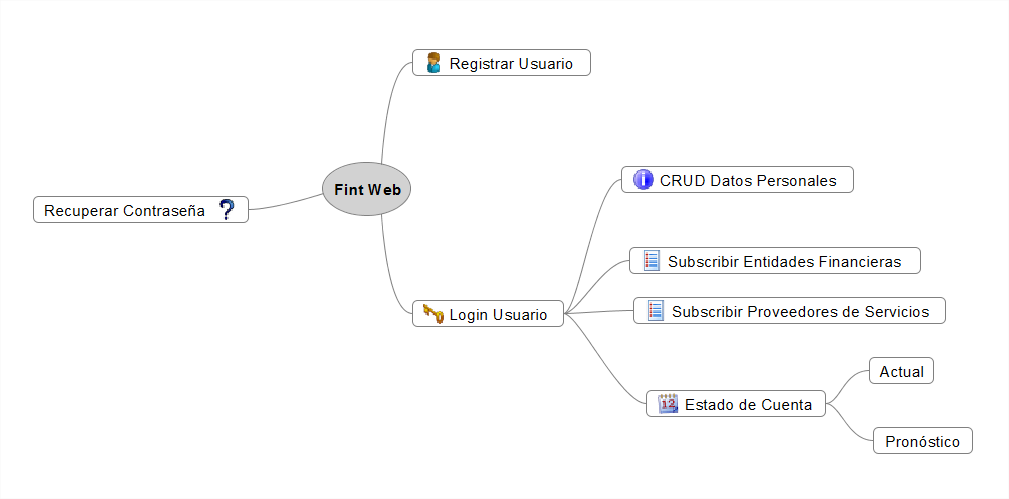 Registrar Usuario
Fint Web
Recuperar Contraseña
CRUD Datos Personales
Subscribir Entidades Financieras
Login Usuario
Subscribir Proveedores de Servicios
Actual
12
Estado de Cuenta
Pronóstico